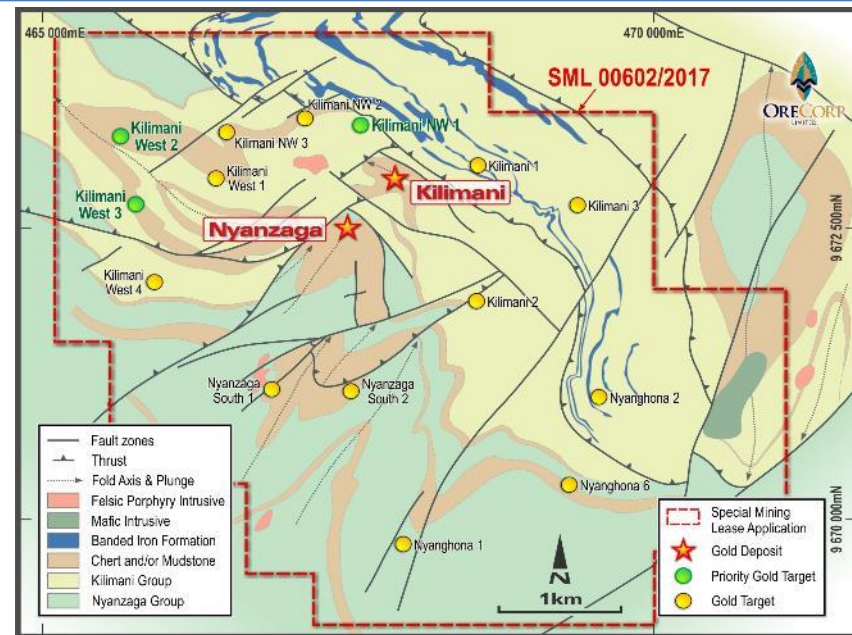 465 000mE
470 000mE
SML 00602/2017
ORECORP
LIMITED
Kilimani NW 2
Kilimani
West 2
Kilimani NW 3
Kilimani NW 1
Kilimani
West 1
Kilimani 1
Kilimani
West 3
Kilimani
Kilimani 3
Nyanzaga
9 672 500mN
Kilimani
West 4
Kilimani 2
Nyanzaga
South 1
Nyanzaga
South 2
Nyanghona 2
Nyanghona 6
Nyanghona 1
9 670 000mN
Fault zones
Thrust
Fold Axis & Plunge
Felsic Porphyry Intrusive
Mafic Intrusive
Banded Iron Formation
Chert and/or Mudstone
Kilimani Group
Nyanzaga Group
N
1km
Special Mining
Lease Application
Gold Deposit
Priority Gold Target
Gold Target